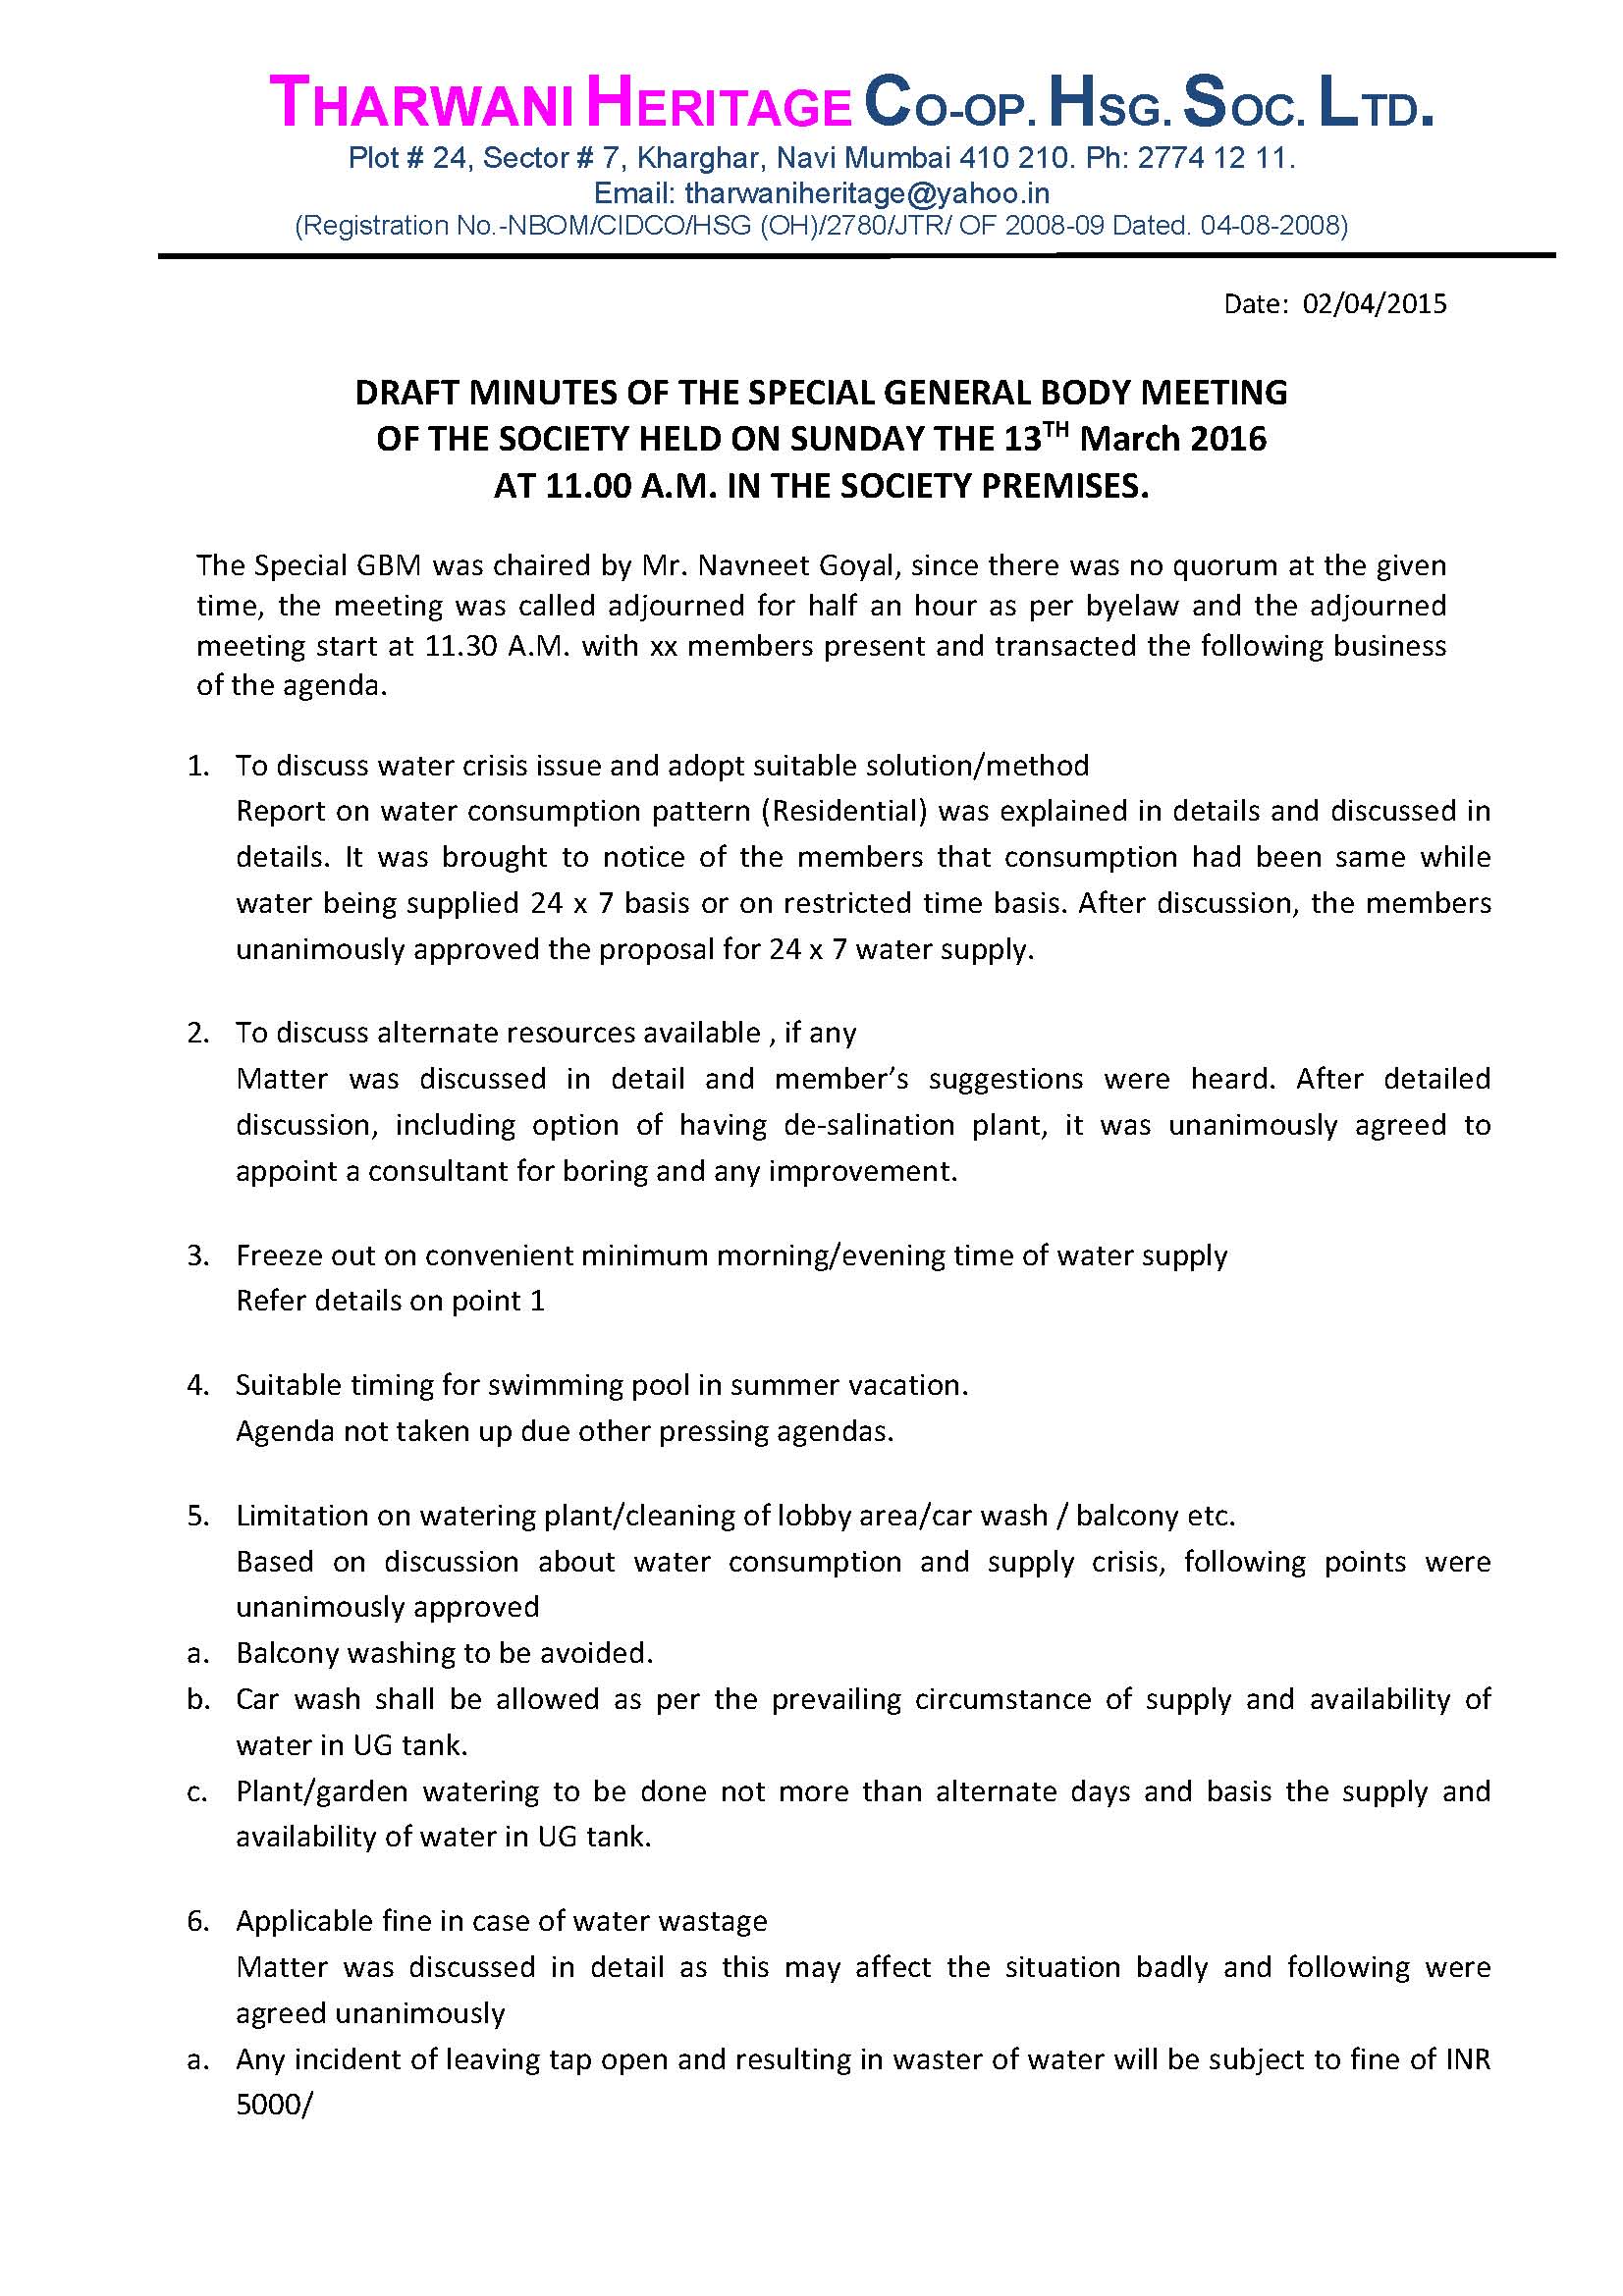 THARWANI HERITAGE CO-OP. HSG. SOC. LTD.
Plot # 24, Sector # 7, Kharghar, Navi Mumbai 410 210. Ph: 2774 12 11.
Email: tharwaniheritage@yahoo.in
(Registration No.-NBOM/CIDCO/HSG (OH)/2780/JTR/ OF 2008-09 Dated. 04-08-2008)
Date: 02/04/2015
DRAFT MINUTES OF THE SPECIAL GENERAL BODY MEETING
OF THE SOCIETY HELD ON SUNDAY THE 13TH March 2016
AT 11.00 A.M. IN THE SOCIETY PREMISES.
The Special GBM was chaired by Mr. Navneet Goyal, since there was no quorum at the given
time, the meeting was called adjourned for half an hour as per byelaw and the adjourned
meeting start at 11.30 A.M. with xx members present and transacted the following business
of the agenda.
1. To discuss water crisis issue and adopt suitable solution/method
Report on water consumption pattern (Residential) was explained in details and discussed in
details. It was brought to notice of the members that consumption had been same while
water being supplied 24 x 7 basis or on restricted time basis. After discussion, the members
unanimously approved the proposal for 24 x 7 water supply.
2. To discuss alternate resources available , if any
Matter was discussed in detail and member’s suggestions were heard. After detailed
discussion, including option of having de-salination plant, it was unanimously agreed to
appoint a consultant for boring and any improvement.
3. Freeze out on convenient minimum morning/evening time of water supply
Refer details on point 1
4. Suitable timing for swimming pool in summer vacation.
Agenda not taken up due other pressing agendas.
5. Limitation on watering plant/cleaning of lobby area/car wash / balcony etc.
Based on discussion about water consumption and supply crisis, following points were
unanimously approved
a. Balcony washing to be avoided.
b. Car wash shall be allowed as per the prevailing circumstance of supply and availability of
water in UG tank.
c. Plant/garden watering to be done not more than alternate days and basis the supply and
availability of water in UG tank.
6. Applicable fine in case of water wastage
Matter was discussed in detail as this may affect the situation badly and following were
agreed unanimously
a. Any incident of leaving tap open and resulting in waster of water will be subject to fine of INR
5000/